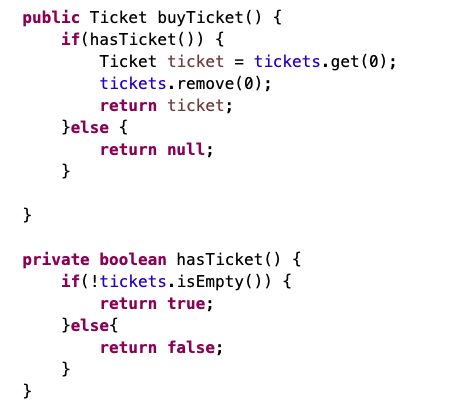 public Ticket buyTicket() {
    if(hasTicket()) {
        Ticket ticket = tickets.get(0);
        tickets.remove(0);
        return ticket;
    }else {
        return null;
    }

}

private boolean hasTicket() {
    if(!tickets.isEmpty()) {
        return true;
    }else{
        return false;
    }
}